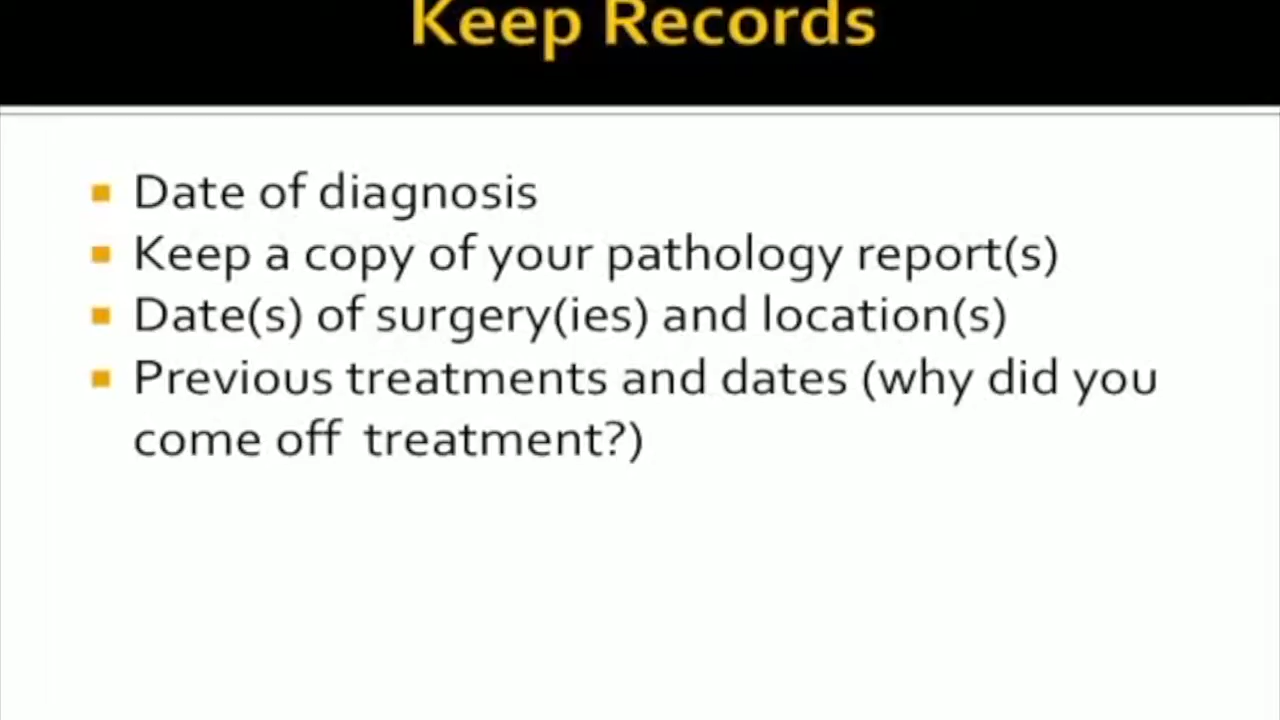 Keep Records
Date of diagnosis
Keep a copy of your pathology report(s)
Date(s) of surgery(ies) and location(s)
Previous treatments and dates (why did you
come off treatment?)